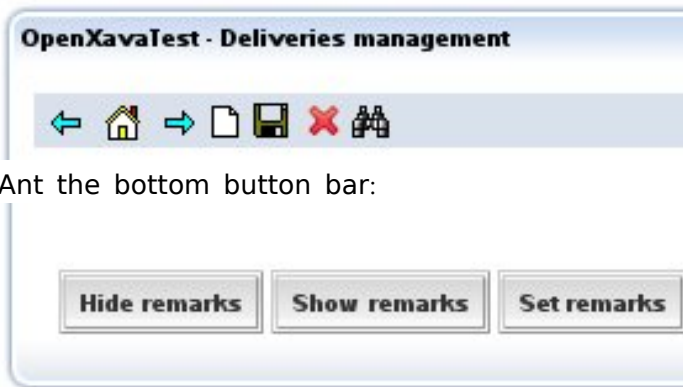 OpenXavaTest - Deliveries management
Ant the bottom button bar:
Hide remarks Show remarks Set remarks